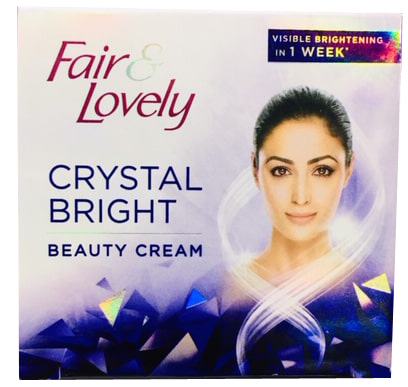 Fair & Lovely
VISIBLE BRIGHTENING
IN 1 WEEK*
CRYSTAL
BRIGHT
BEAUTY CREAM